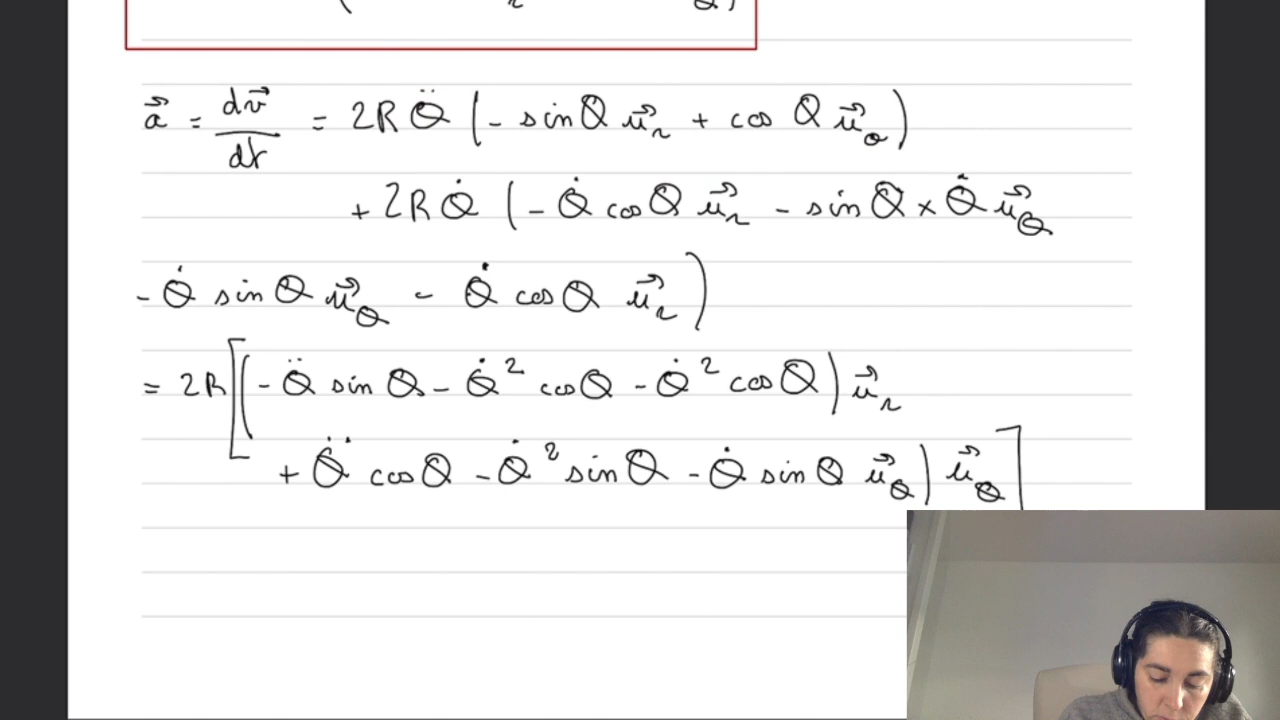 a⃗ = dv⃗/dt = 2R θ̈ (- sin θ u⃗r + cos θ u⃗θ)
+ 2R θ̇ (- θ̇ cos θ u⃗r - sin θ × θ̇ u⃗θ
- θ̇ sin θ u⃗θ - θ̇ cos θ u⃗r)
= 2R[(- θ̈ sin θ - θ̇² cos θ - θ̇² cos θ) u⃗r
+ θ̈ cos θ - θ̇² sin θ - θ̇ sin θ u⃗θ) u⃗θ]